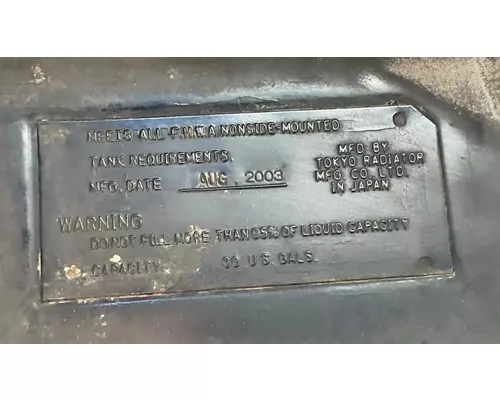 MEETS ALL F.H.W.A NONSIDE-MOUNTED
TANK REQUIREMENTS.
MFG. DATE AUG . 2003
MFD BY
TOKYO RADIATOR
MFG. CO., LTD.
IN JAPAN
WARNING
DO NOT FILL MORE THAN 95% OF LIQUID CAPACITY
CAPACITY 30 U.S. GALS.